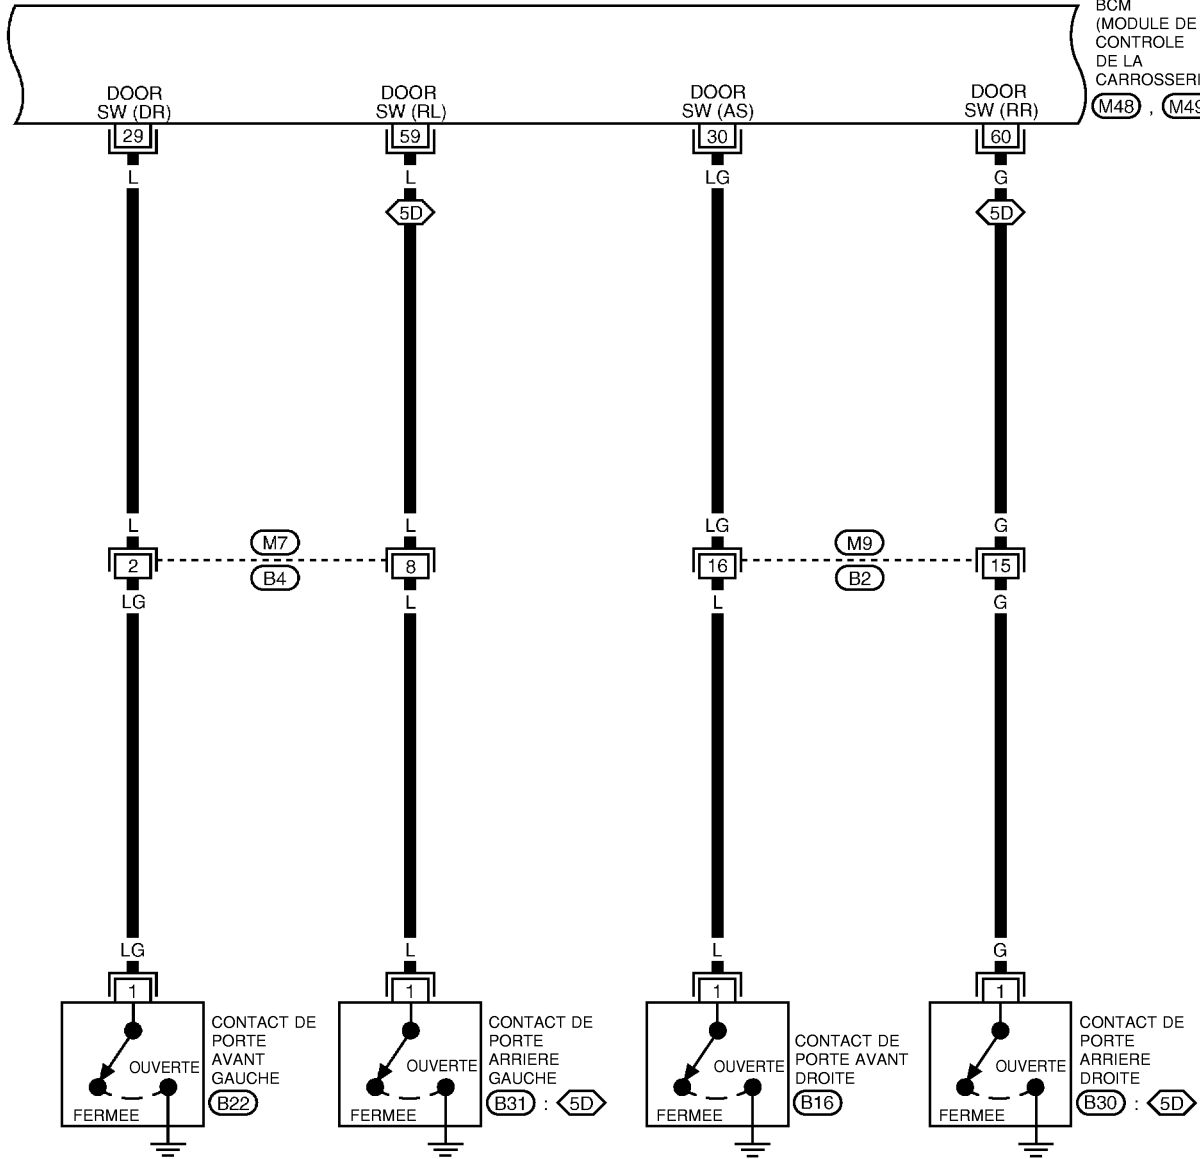 BCM
(MODULE DE
CONTROLE
DE LA
CARROSSERI
M48 , M49
DOOR
SW (DR)
DOOR
SW (RL)
DOOR
SW (AS)
DOOR
SW (RR)
29
59
30
60
L
L
LG
G
5D
5D
L
L
LG
G
M7
M9
2
8
16
15
B4
B2
LG
L
L
G
LG
L
L
G
1
1
1
1
OUVERTE
FERMEE
CONTACT DE
PORTE
AVANT
GAUCHE
B22
OUVERTE
FERMEE
CONTACT DE
PORTE
ARRIERE
GAUCHE
B31 : 5D
OUVERTE
FERMEE
CONTACT DE
PORTE AVANT
DROITE
B16
OUVERTE
FERMEE
CONTACT DE
PORTE
ARRIERE
DROITE
B30 : 5D